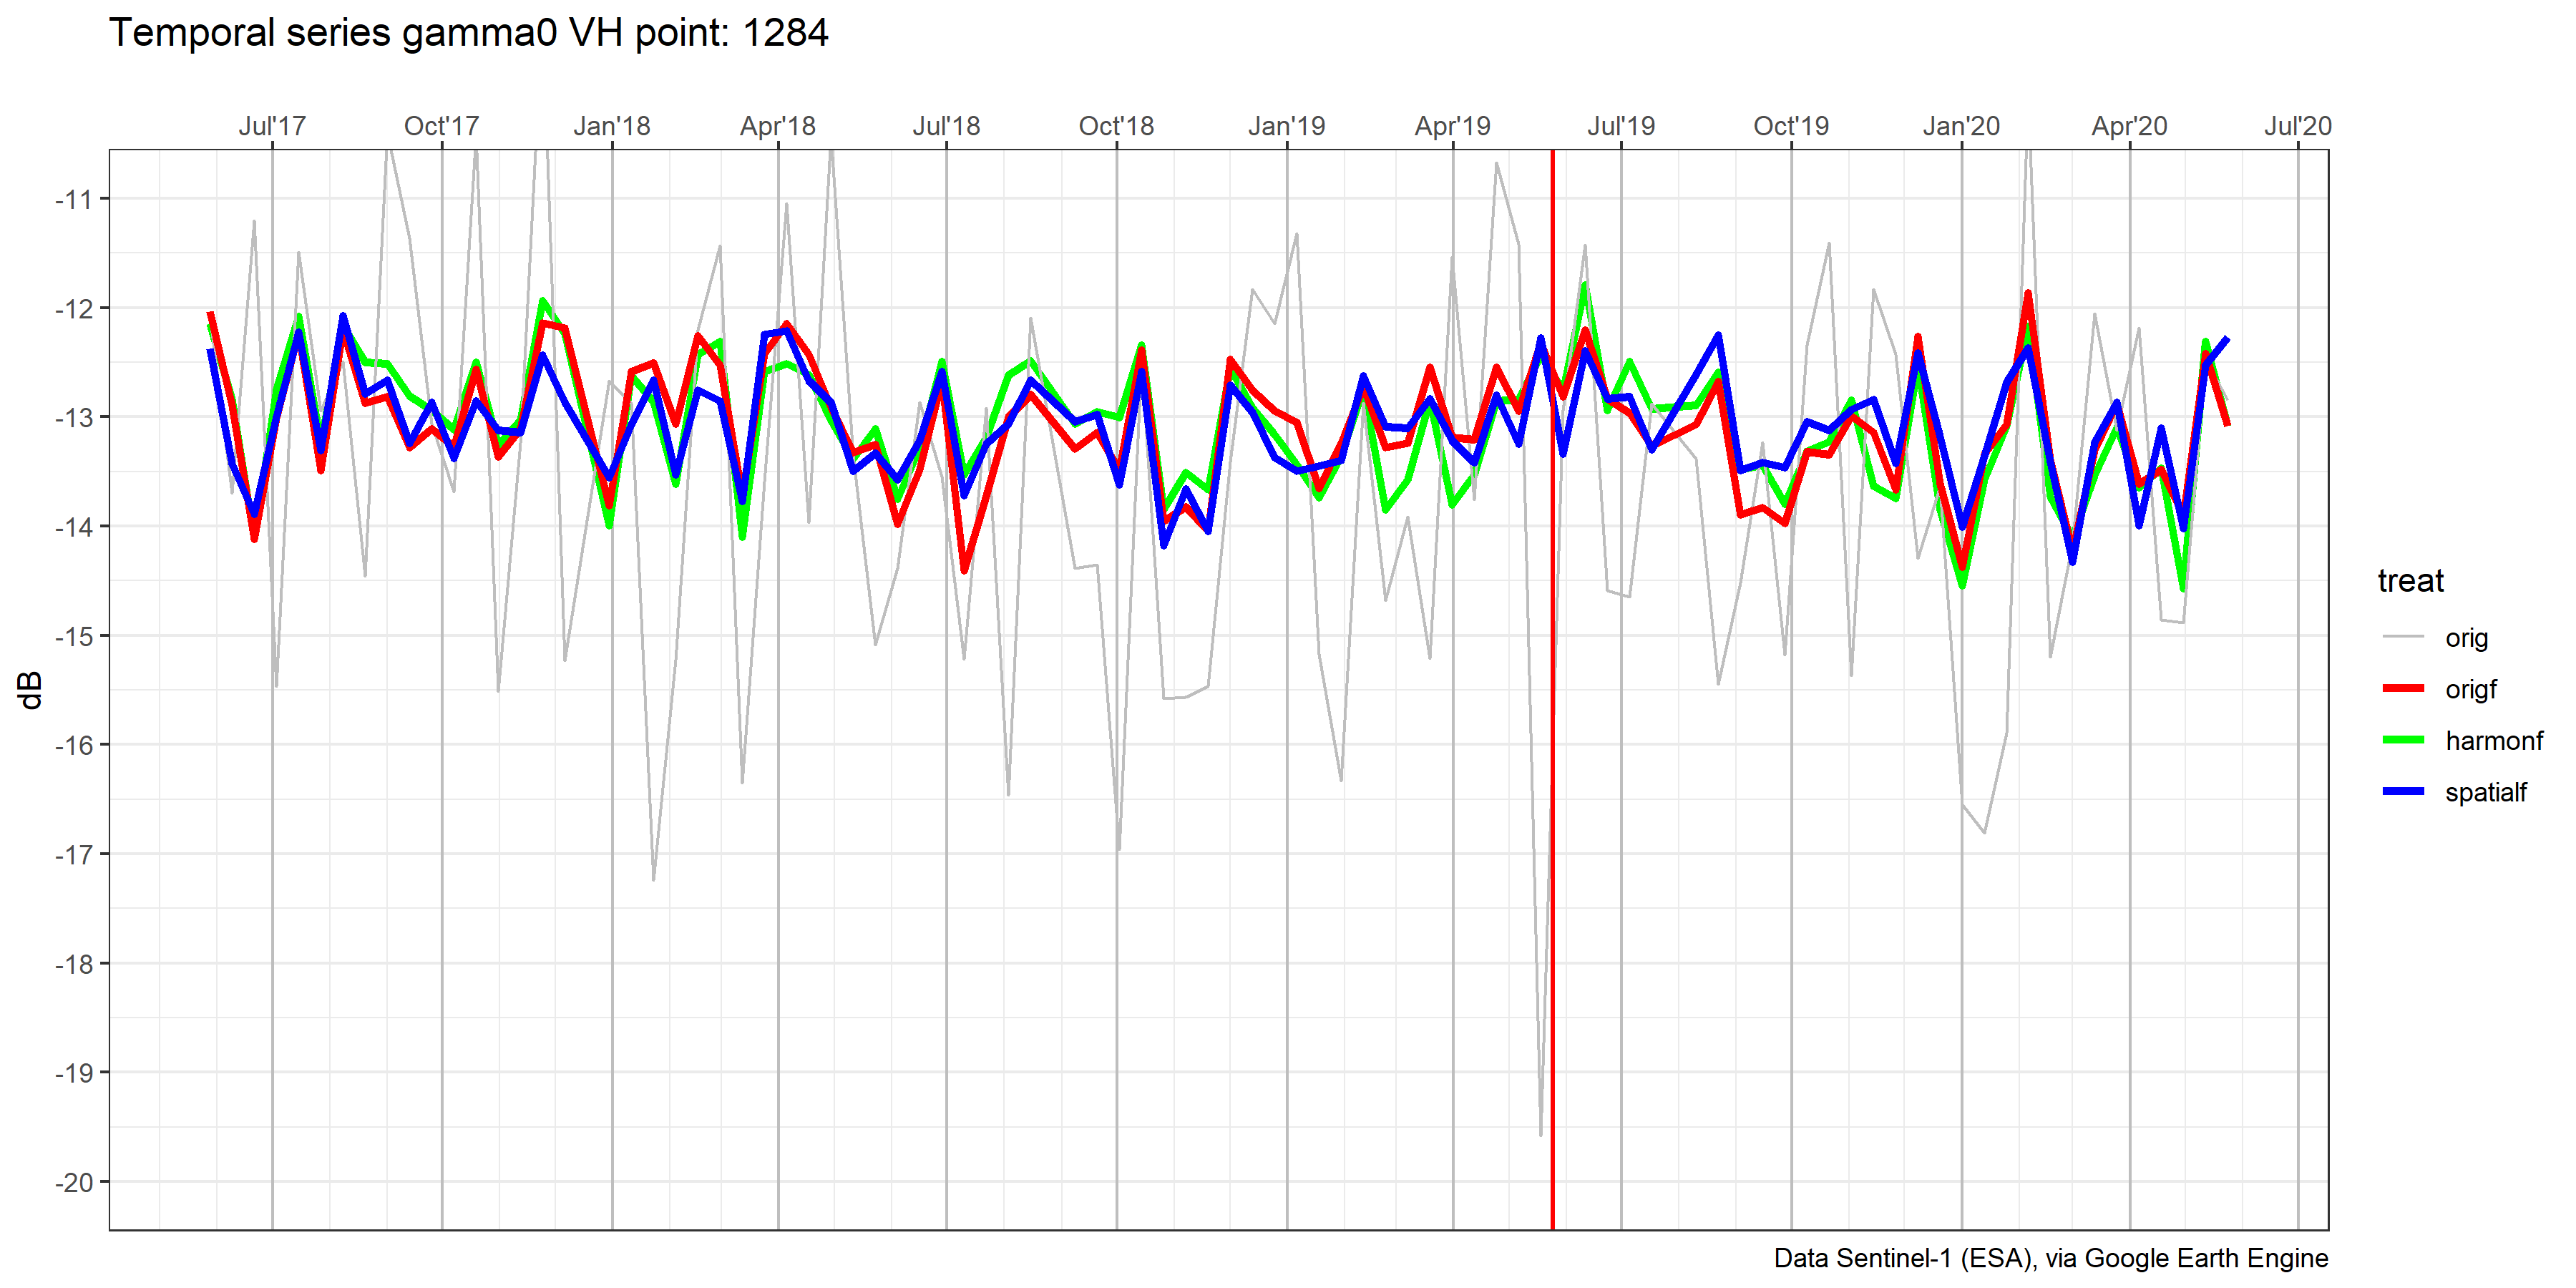 Temporal series gamma0 VH point: 1284
Jul'17 Oct'17 Jan'18 Apr'18 Jul'18 Oct'18 Jan'19 Apr'19 Jul'19 Oct'19 Jan'20 Apr'20 Jul'20
-11
-12
-13
-14
-15
-16
-17
-18
-19
-20
dB
treat
orig
origf
harmonf
spatialf
Data Sentinel-1 (ESA), via Google Earth Engine